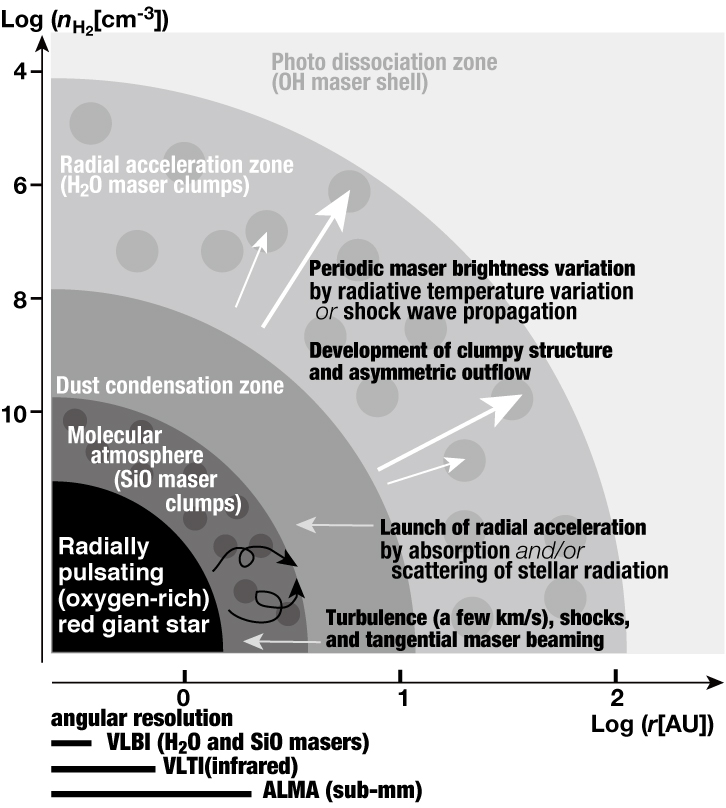 Log (nH2[cm-3])
4
6
8
10
Photo dissociation zone
(OH maser shell)
Radial acceleration zone
(H2O maser clumps)
Periodic maser brightness variation
by radiative temperature variation
or shock wave propagation
Development of clumpy structure
and asymmetric outflow
Dust condensation zone
Molecular
atmosphere
(SiO maser
clumps)
Launch of radial acceleration
by absorption and/or
scattering of stellar radiation
Radially
pulsating
(oxygen-rich)
red giant star
Turbulence (a few km/s), shocks,
and tangential maser beaming
0
1
2
Log (r[AU])
angular resolution
VLBI (H2O and SiO masers)
VLTI(infrared)
ALMA (sub-mm)